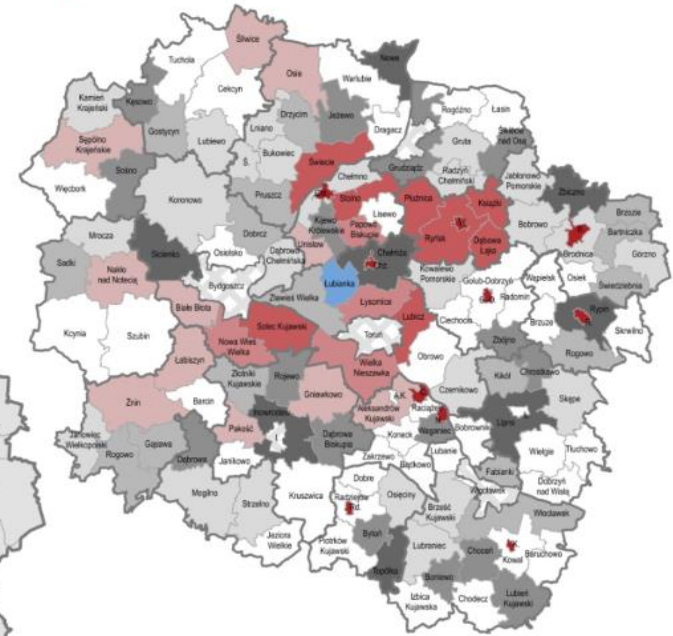 Śliwice
Tuchola
Osie
Nowe
Cekcyn
Warlubie
Kamień
Krajeński
Kęsowo
Rogóźno
Łasin
Drzycim
Jeżewo
Gostycyn
Lubiewo
Lniano
Dragacz
Sępólno
Krajeńskie
Ś.
Bukowiec
Gruta
Świecie
nad Osą
Świecie
Grudziądz
Sośno
Chełmno
Radzyń
Chełmiński
Jabłonowo
Pomorskie
Zbiczno
Więcbork
Koronowo
Pruszcz
Stolno
Płużnica
Książki
Lisewo
Brzozie
Mrocza
Dobrcz
Kijewo
Królewskie
Papowo
Biskupie
Ryńsk
Bobrowo
Bartniczka
Unisław
Dębowa
Łąka
Brodnica
Górzno
Sadki
Sicienko
Osielsko
Dąbrowa
Chełmińska
Chełmża
Nakło
nad Notecią
Łubianka
Kowalewo
Pomorskie
Golub-Dobrzyń
Wąpielsk
Osiek
Świedziebnia
Bydgoszcz
Zławieś Wielka
Łysomice
Radomin
Rypin
Białe Błota
Solec Kujawski
Lubicz
Ciechocin
Brzuze
Skrwilno
Kcynia
Szubin
Toruń
Nowa Wieś
Wielka
Zbójno
Rogowo
Łabiszyn
Wielka
Nieszawka
Obrowo
Złotniki
Kujawskie
Rojewo
Kikół
Chrostkowo
Żnin
Barcin
Gniewkowo
A.K.
Czernikowo
Skępe
Aleksandrów
Kujawski
Raciążek
Pakość
Inowrocław
Lipno
I.
Waganiec
Bobrowniki
Janowiec
Wielkopolski
Gąsawa
Dąbrowa
Biskupia
Koneck
Rogowo
Dąbrowa
Janikowo
Zakrzewo
Lubanie
Wielgie
Tłuchowo
Bądkowo
Fabianki
Dobre
Dobrzyń
nad Wisłą
Mogilno
Strzelno
Kruszwica
Radziejów
Rd.
Osięciny
Włocławek
Brześć
Kujawski
Włocławek
Jeziora
Wielkie
Piotrków
Kujawski
Bytoń
Lubraniec
Choceń
K.
Kowal
Baruchowo
Topólka
Boniewo
Izbica
Kujawska
Chodecz
Lubień
Kujawski